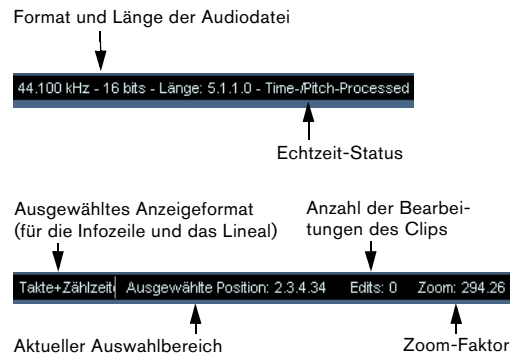 Format und Länge der Audiodatei
44.100 kHz - 16 bits - Länge: 5.1.1.0 - Time-/Pitch-Processed
Echtzeit-Status
Ausgewähltes Anzeigeformat
(für die Infozeile und das Lineal)
Anzahl der Bearbei-
tungen des Clips
Takte+Zählzeit Ausgewählte Position: 2.3.4.34 Edits: 0 Zoom: 294.26
Aktueller Auswahlbereich
Zoom-Faktor